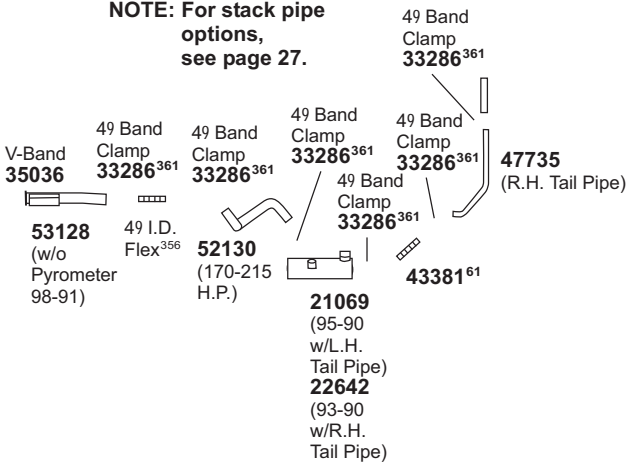 NOTE: For stack pipe
options,
see page 27.
49 Band
Clamp
33286361
V-Band
35036
49 Band
Clamp
33286361
49 Band
Clamp
33286361
49 Band
Clamp
33286361
49 Band
Clamp
33286361
49 Band
Clamp
33286361
47735
(R.H. Tail Pipe)
53128
(w/o
Pyrometer
98-91)
49 I.D.
Flex356
52130
(170-215
H.P.)
4338161
21069
(95-90
w/L.H.
Tail Pipe)
22642
(93-90
w/R.H.
Tail Pipe)